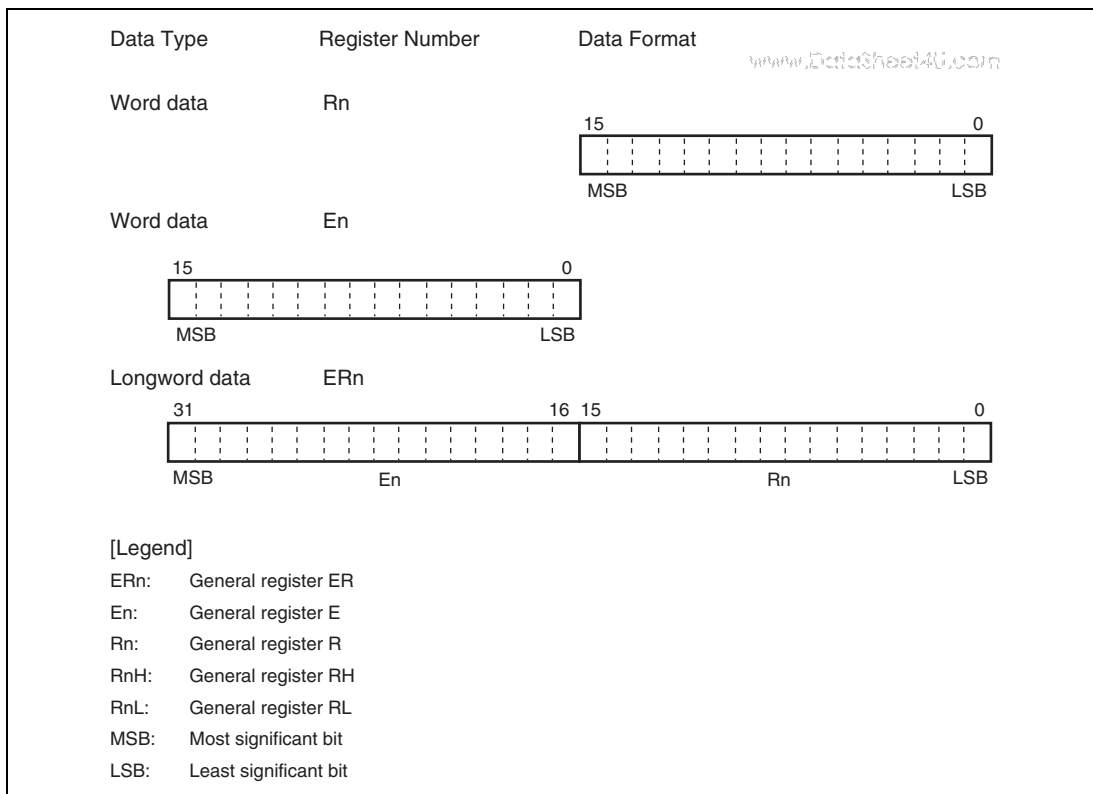 Data Type Register Number Data Format
www.DataSheet4U.com
Word data Rn
15 0
MSB LSB
Word data En
15 0
MSB LSB
Longword data ERn
31 16 15 0
MSB En Rn LSB
[Legend]
ERn: General register ER
En: General register E
Rn: General register R
RnH: General register RH
RnL: General register RL
MSB: Most significant bit
LSB: Least significant bit